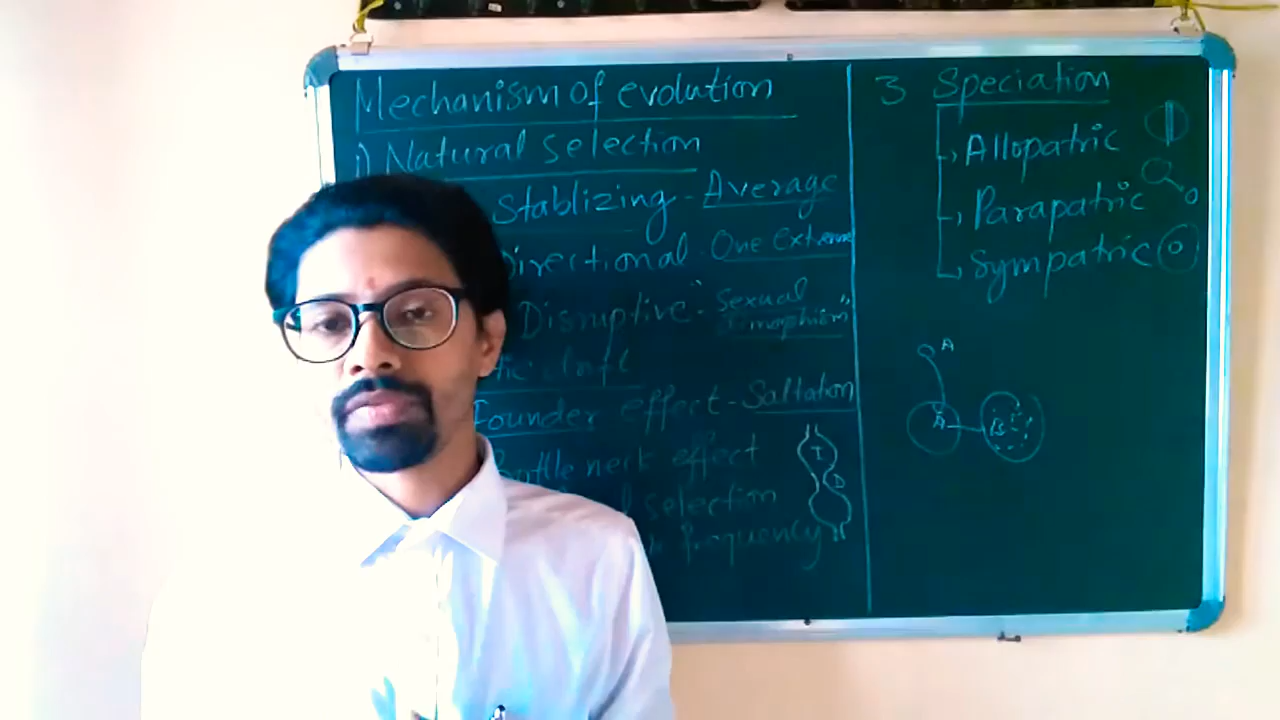 Mechanism of evolution
i) Natural selection
Stablizing - Average
Directional - One Extreme
Disruptive - "Sexual
drift
Founder effect - Saltation
Bottle neck effect
selection
frequency
I
D
3 Speciation
Allopatric
Parapatric
Sympatric
A
A
B